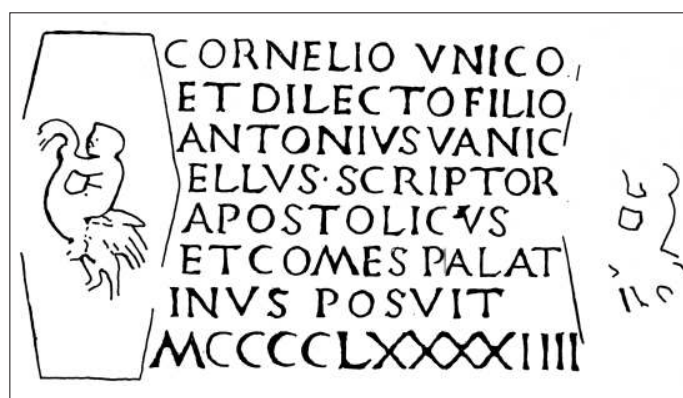 CORNELIO VNICO
ET DILECTO FILIO
ANTONIVS VANIC
ELLVS · SCRIPTOR
APOSTOLICVS
ET COMES PALAT
INVS POSVIT
MCCCCLXXXXIIII